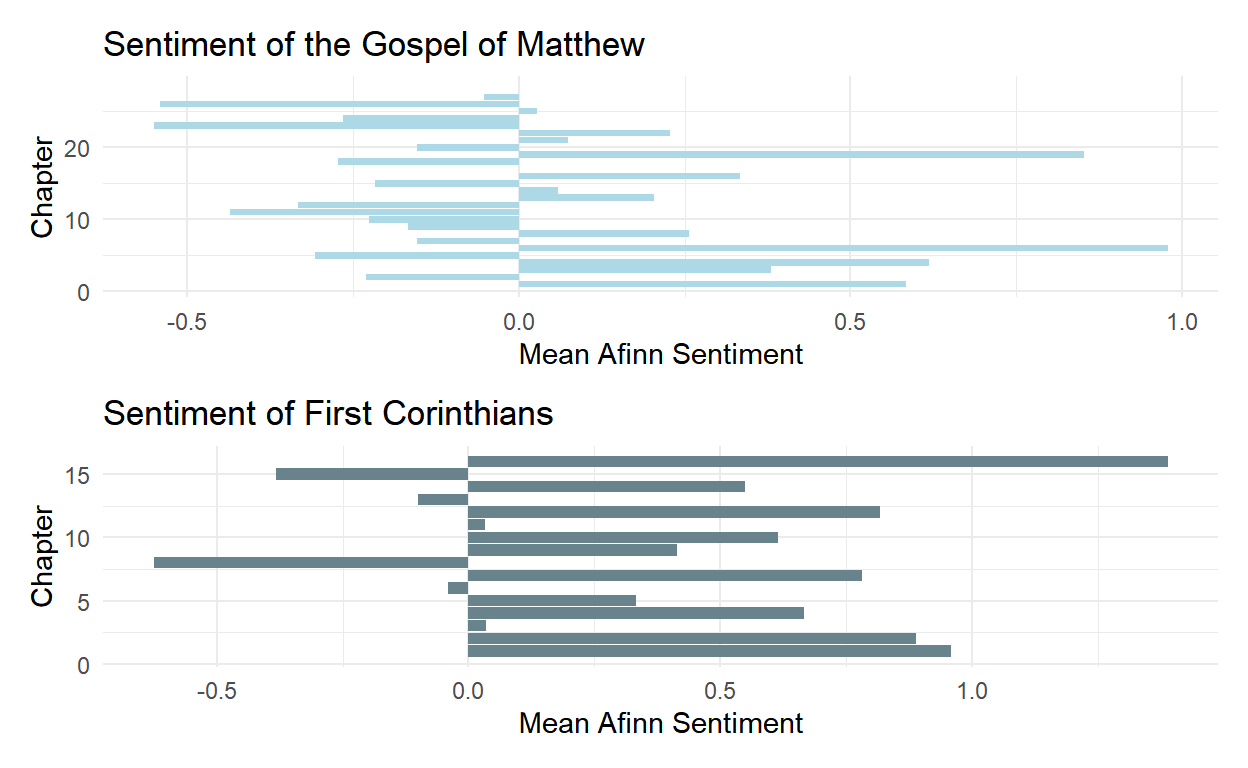 Sentiment of the Gospel of Matthew
Chapter
20
10
0
-0.5 0.0 0.5 1.0
Mean Afinn Sentiment
Sentiment of First Corinthians
Chapter
15
10
5
0
-0.5 0.0 0.5 1.0
Mean Afinn Sentiment